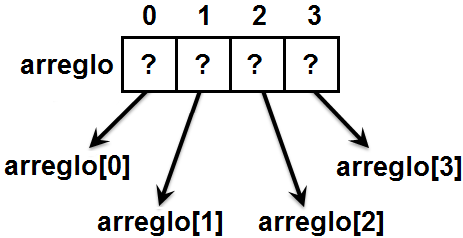 0 1 2 3
arreglo ? ? ? ?
arreglo[0] arreglo[3]
arreglo[1] arreglo[2]